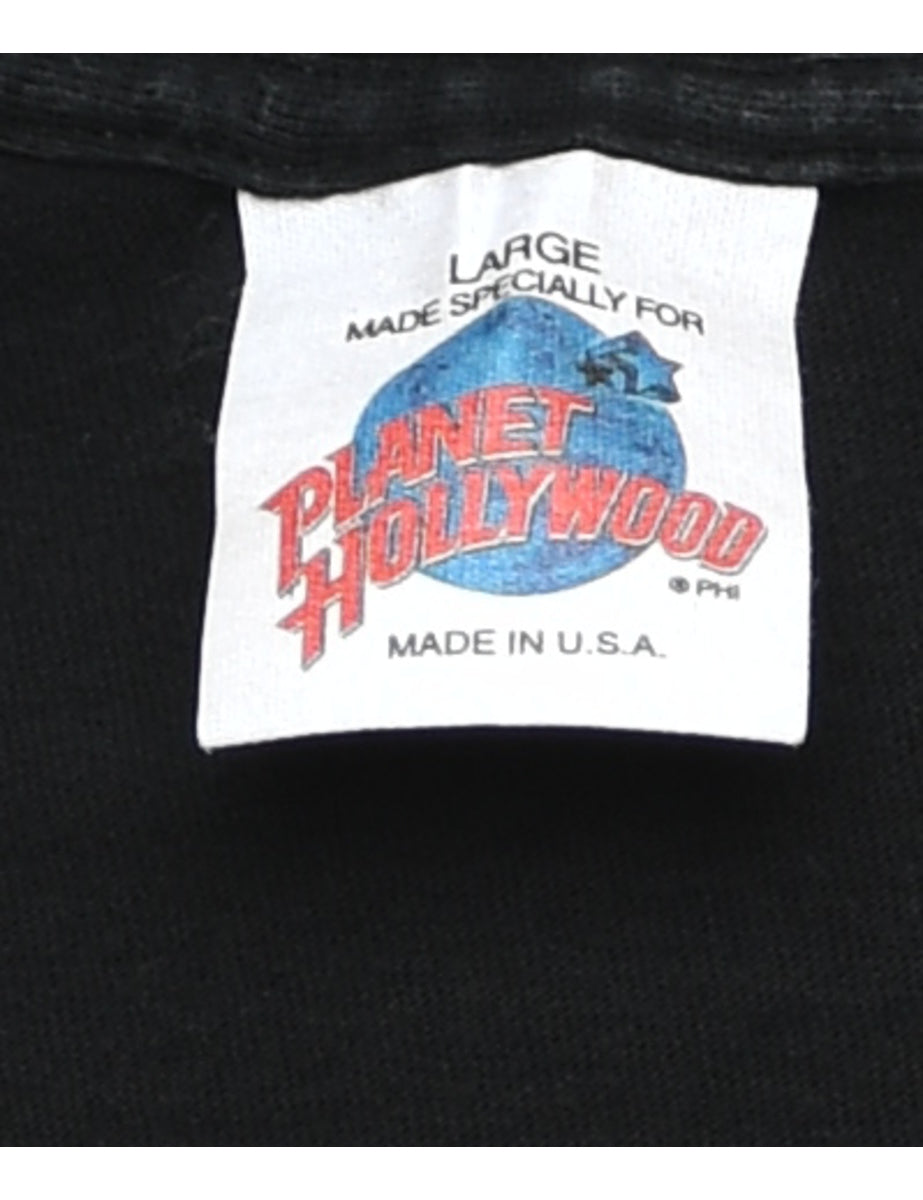 LARGE
MADE SPECIALLY FOR
PLANET
HOLLYWOOD
® PHI
MADE IN U.S.A.